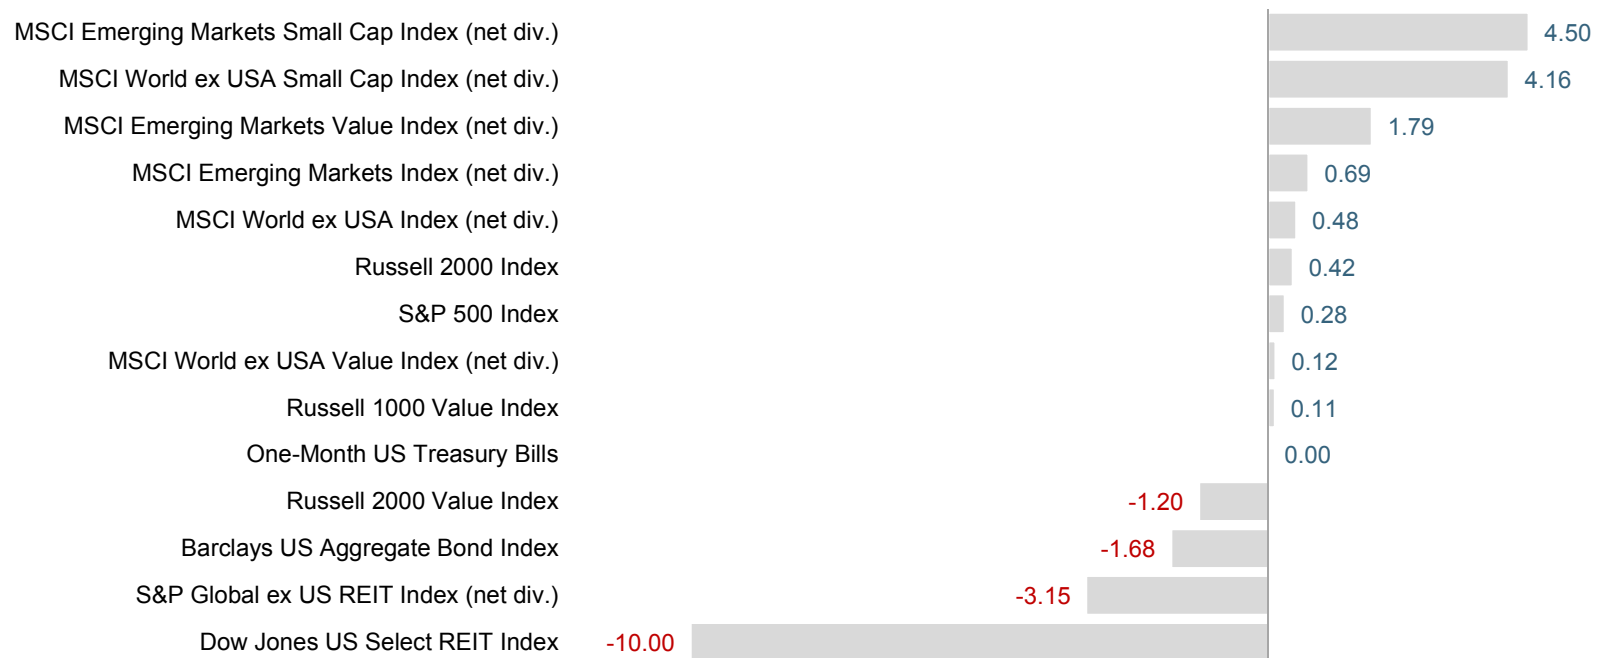 MSCI Emerging Markets Small Cap Index (net div.) 4.50
MSCI World ex USA Small Cap Index (net div.) 4.16
MSCI Emerging Markets Value Index (net div.) 1.79
MSCI Emerging Markets Index (net div.) 0.69
MSCI World ex USA Index (net div.) 0.48
Russell 2000 Index 0.42
S&P 500 Index 0.28
MSCI World ex USA Value Index (net div.) 0.12
Russell 1000 Value Index 0.11
One-Month US Treasury Bills 0.00
Russell 2000 Value Index -1.20
Barclays US Aggregate Bond Index -1.68
S&P Global ex US REIT Index (net div.) -3.15
Dow Jones US Select REIT Index -10.00